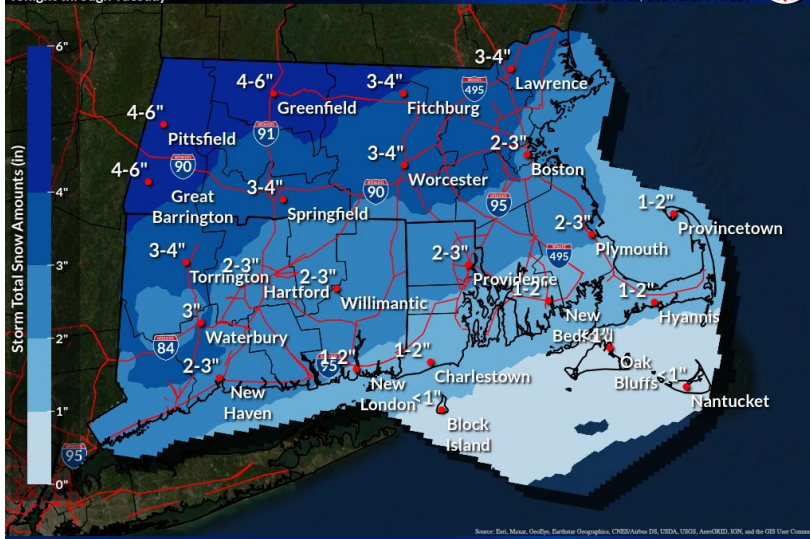 Tonight through Tuesday
6"
4"
3"
2"
1"
0"
Storm Total Snow Amounts (in)
3-4"
Lawrence
495
4-6"
Greenfield
3-4"
Fitchburg
4-6"
Pittsfield
91
2-3"
Boston
90
4-6"
Great
Barrington
3-4"
Worcester
3-4"
Springfield
90
95
1-2"
Provincetown
2-3"
Plymouth
495
3-4"
Torrington
2-3"
Hartford
2-3"
Willimantic
2-3"
Providence
1-2"
New
Bedford
1-2"
Hyannis
3"
Waterbury
84
<1"
Oak
Bluffs
<1"
Nantucket
2-3"
New
Haven
95
1-2"
New
London
1-2"
Charlestown
<1"
Block
Island
95
Source: Esri, Maxar, GeoEye, Earthstar Geographics, CNES/Airbus DS, USDA, USGS, AeroGRID, IGN, and the GIS User Comm